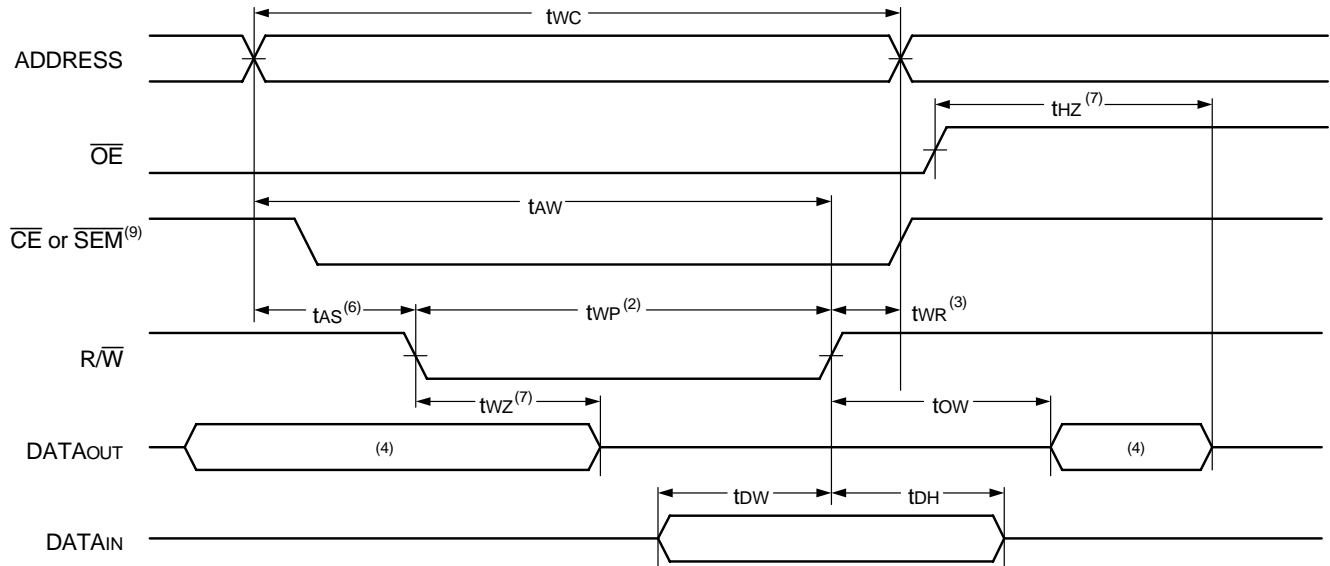 tWC
ADDRESS
tHZ(7)
OE
tAW
CE or SEM(9)
tAS(6) tWP(2) tWR(3)
R/W
tWZ(7) tOW
DATAOUT (4) (4)
tDW tDH
DATAIN